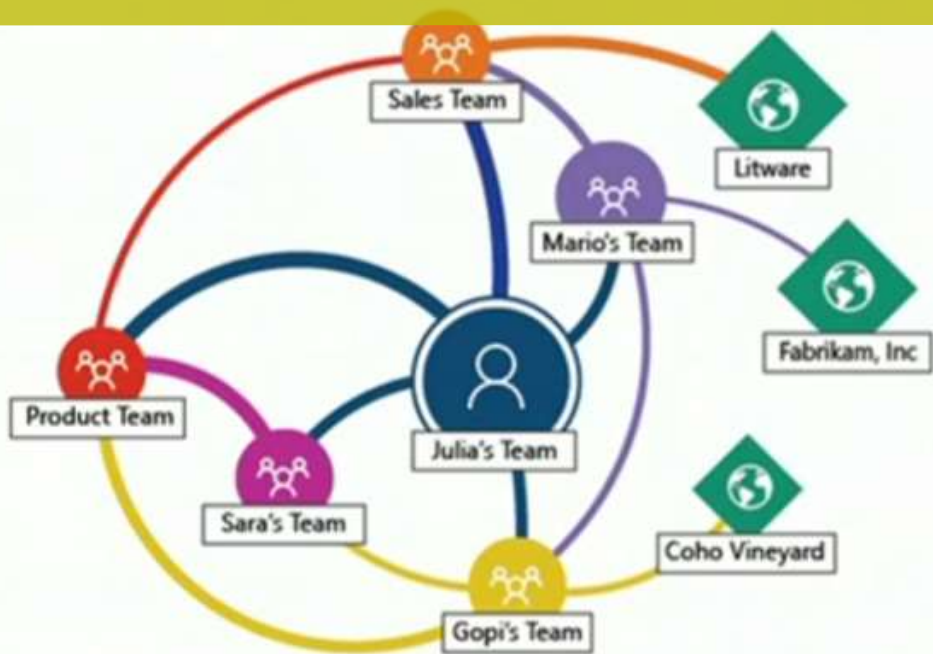 Sales Team
Litware
Mario's Team
Fabrikam, Inc
Product Team
Julia's Team
Sara's Team
Coho Vineyard
Gopi's Team